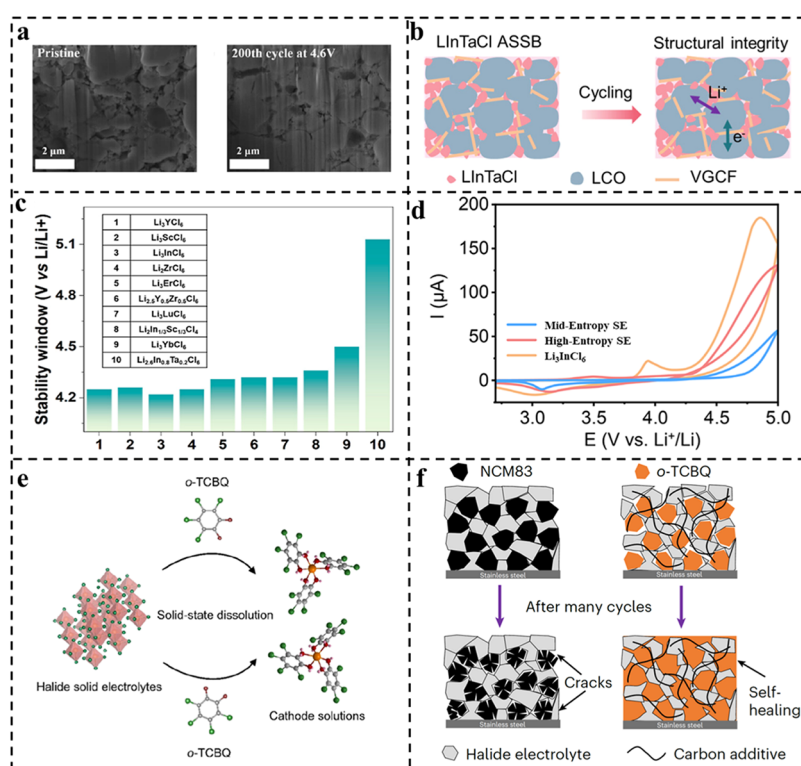 a
Pristine
2 μm
200th cycle at 4.6V
2 μm
b
LInTaCl ASSB
Structural integrity
Cycling
Li⁺
e⁻
LInTaCl
LCO
VGCF
c
Stability window (V vs Li/Li+)
5.1
4.8
4.5
4.2
1 Li₃YCl₆
2 Li₃ScCl₆
3 Li₃InCl₆
4 Li₂ZrCl₆
5 Li₃ErCl₆
6 Li₂.₅Y₀.₅Zr₀.₅Cl₆
7 Li₃LuCl₆
8 Li₂In₁/₃Sc₁/₃Cl₄
9 Li₃YbCl₆
10 Li₂.₆In₀.₈Ta₀.₂Cl₆
1 2 3 4 5 6 7 8 9 10
d
I (μA)
200
150
100
50
0
Mid-Entropy SE
High-Entropy SE
Li₃InCl₆
3.0 3.5 4.0 4.5 5.0
E (V vs. Li⁺/Li)
e
o-TCBQ
Solid-state dissolution
Halide solid electrolytes
Cathode solutions
o-TCBQ
f
NCM83
o-TCBQ
Stainless steel
Stainless steel
After many cycles
Cracks
Self-
healing
Stainless steel
Stainless steel
Halide electrolyte
Carbon additive